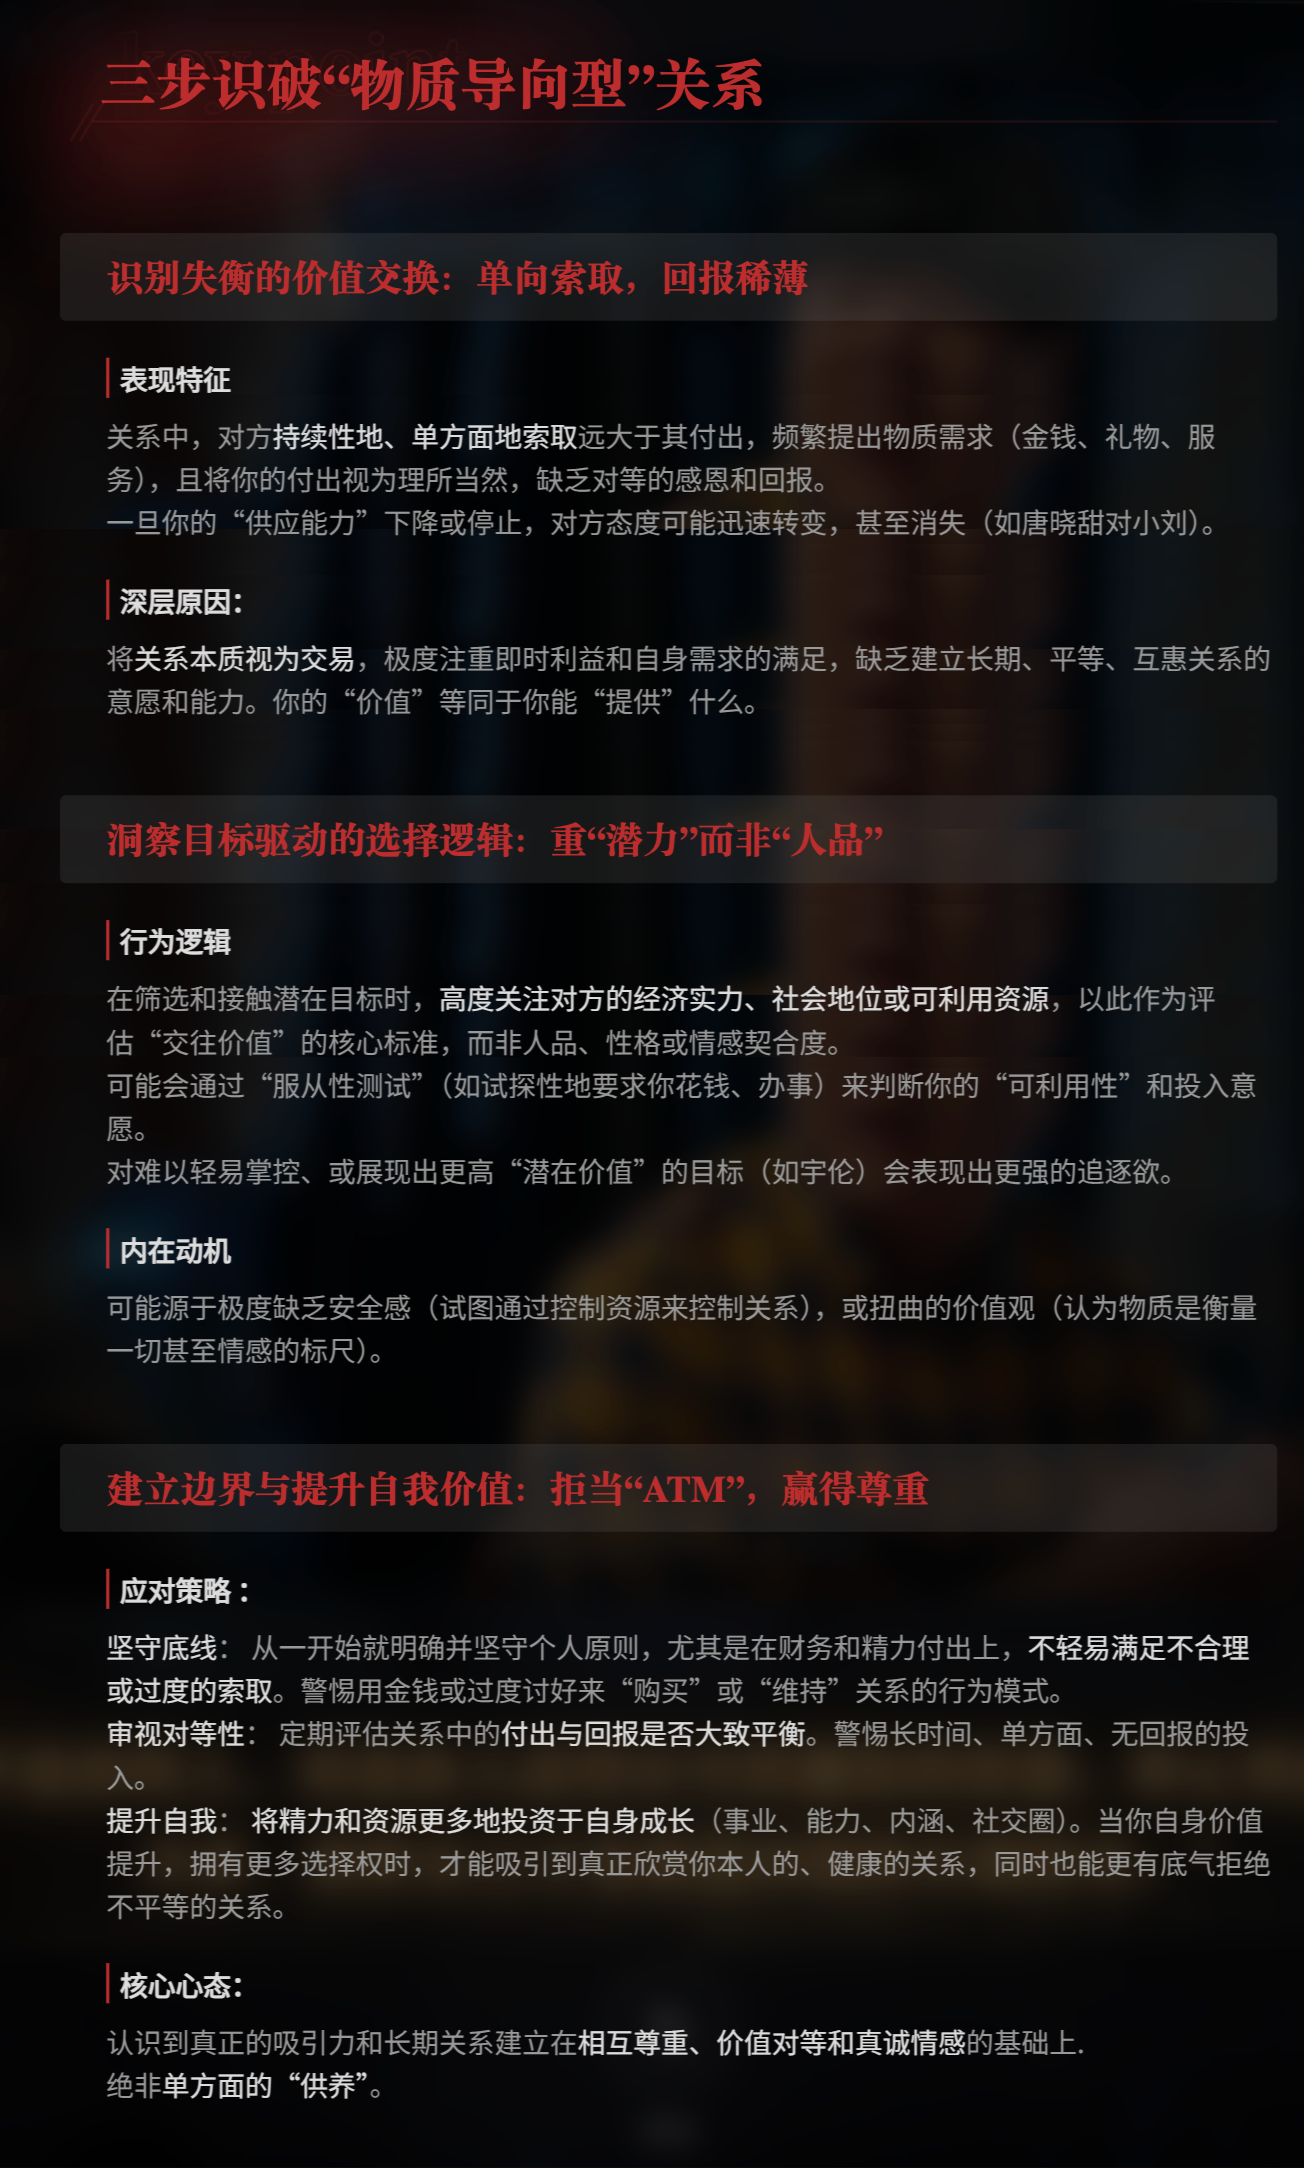 key point
三步识破“物质导向型”关系
识别失衡的价值交换：单向索取，回报稀薄
表现特征
关系中，对方持续性地、单方面地索取远大于其付出，频繁提出物质需求（金钱、礼物、服
务），且将你的付出视为理所当然，缺乏对等的感恩和回报。
一旦你的“供应能力”下降或停止，对方态度可能迅速转变，甚至消失（如唐晓甜对小刘）。
深层原因：
将关系本质视为交易，极度注重即时利益和自身需求的满足，缺乏建立长期、平等、互惠关系的
意愿和能力。你的“价值”等同于你能“提供”什么。
洞察目标驱动的选择逻辑：重“潜力”而非“人品”
行为逻辑
在筛选和接触潜在目标时，高度关注对方的经济实力、社会地位或可利用资源，以此作为评
估“交往价值”的核心标准，而非人品、性格或情感契合度。
可能会通过“服从性测试”（如试探性地要求你花钱、办事）来判断你的“可利用性”和投入意
愿。
对难以轻易掌控、或展现出更高“潜在价值”的目标（如宇伦）会表现出更强的追逐欲。
内在动机
可能源于极度缺乏安全感（试图通过控制资源来控制关系），或扭曲的价值观（认为物质是衡量
一切甚至情感的标尺）。
建立边界与提升自我价值：拒当“ATM”，赢得尊重
应对策略 ：
坚守底线： 从一开始就明确并坚守个人原则，尤其是在财务和精力付出上，不轻易满足不合理
或过度的索取。警惕用金钱或过度讨好来“购买”或“维持”关系的行为模式。
审视对等性： 定期评估关系中的付出与回报是否大致平衡。警惕长时间、单方面、无回报的投
入。
提升自我： 将精力和资源更多地投资于自身成长（事业、能力、内涵、社交圈）。当你自身价值
提升，拥有更多选择权时，才能吸引到真正欣赏你本人的、健康的关系，同时也能更有底气拒绝
不平等的关系。
核心心态：
认识到真正的吸引力和长期关系建立在相互尊重、价值对等和真诚情感的基础上.
绝非单方面的“供养”。